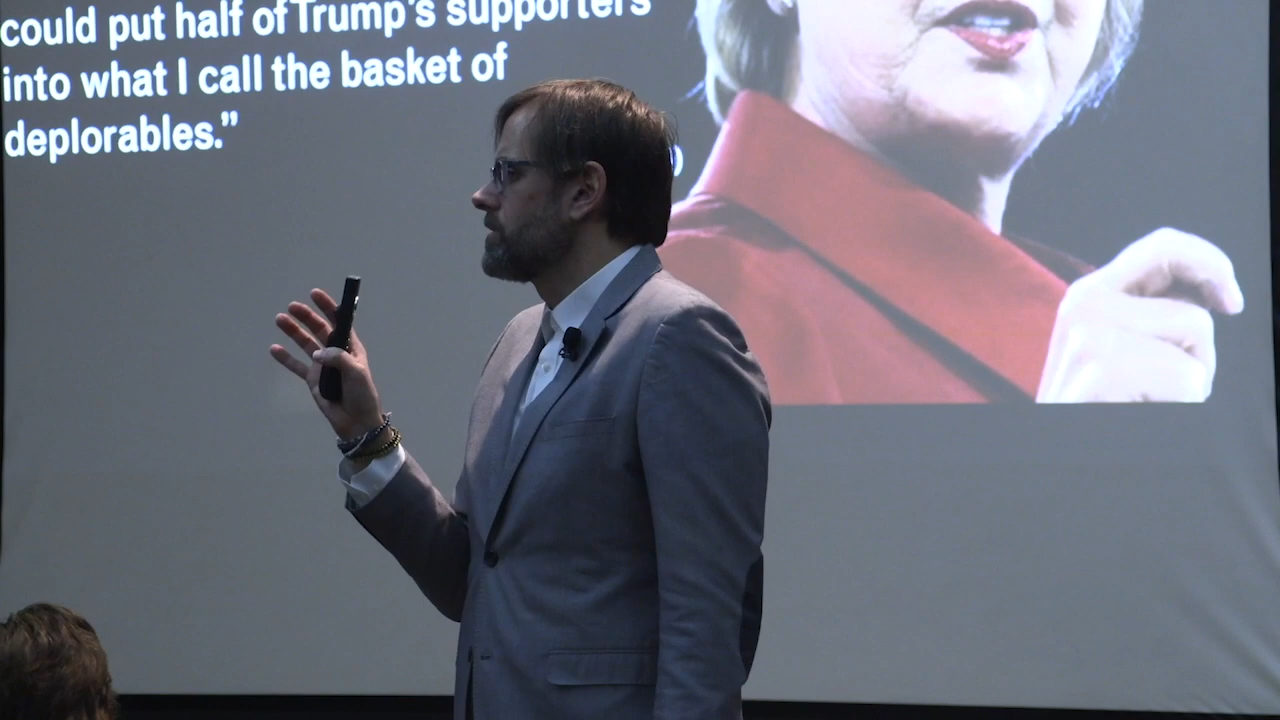 could put half of Trump's supporters
into what I call the basket of
deplorables.”